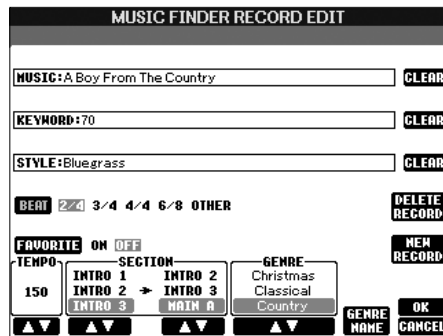 MUSIC FINDER RECORD EDIT
MUSIC:A Boy From The Country CLEAR
KEYWORD:70 CLEAR
STYLE:Bluegrass CLEAR
BEAT 2/4 3/4 4/4 6/8 OTHER DELETE RECORD
FAVORITE ON OFF NEW RECORD
TEMPO SECTION GENRE
INTRO 1 INTRO 2 Christmas
150 INTRO 2 → INTRO 3 Classical
INTRO 3 MAIN A Country
GENRE NAME OK CANCEL